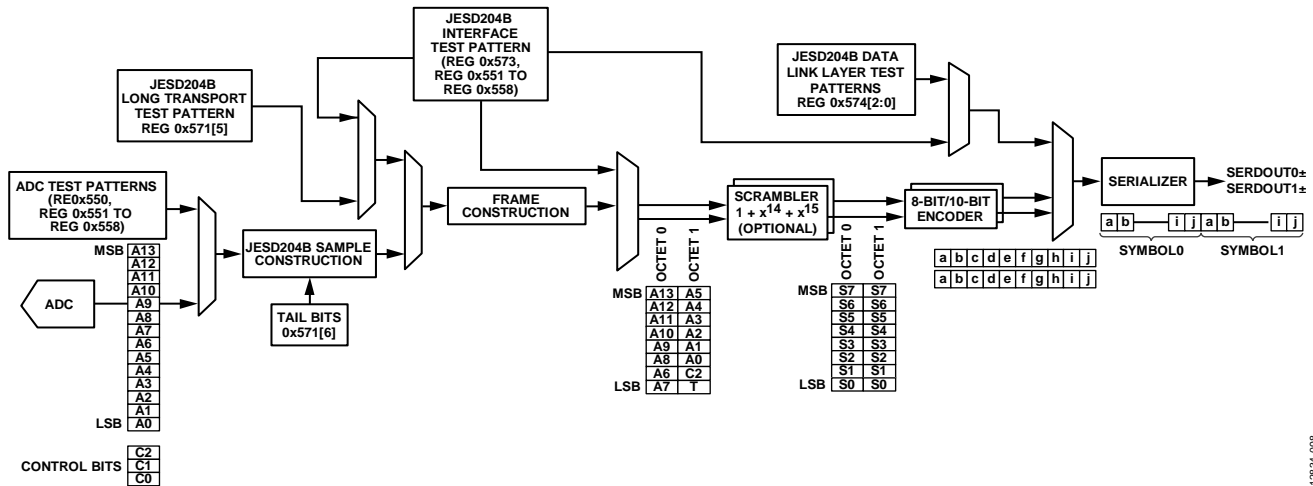 JESD204B
INTERFACE
TEST PATTERN
(REG 0x573,
REG 0x551 TO
REG 0x558)
JESD204B
LONG TRANSPORT
TEST PATTERN
REG 0x571[5]
JESD204B DATA
LINK LAYER TEST
PATTERNS
REG 0x574[2:0]
ADC TEST PATTERNS
(RE0x550,
REG 0x551 TO
REG 0x558)
JESD204B SAMPLE
CONSTRUCTION
TAIL BITS
0x571[6]
FRAME
CONSTRUCTION
SCRAMBLER
1 + x14 + x15
(OPTIONAL)
8-BIT/10-BIT
ENCODER
SERIALIZER
SERDOUT0±
SERDOUT1±
a b i j a b i j
SYMBOL0 SYMBOL1
a b c d e f g h i j
a b c d e f g h i j
ADC
MSB A13
A12
A11
A10
A9
A8
A7
A6
A5
A4
A3
A2
A1
LSB A0
CONTROL BITS
C2
C1
C0
OCTET 0
OCTET 1
MSB A13 A5
A12 A4
A11 A3
A10 A2
A9 A1
A8 A0
A6 C2
LSB A7 T
OCTET 0
OCTET 1
MSB S7 S7
S6 S6
S5 S5
S4 S4
S3 S3
S2 S2
S1 S1
LSB S0 S0